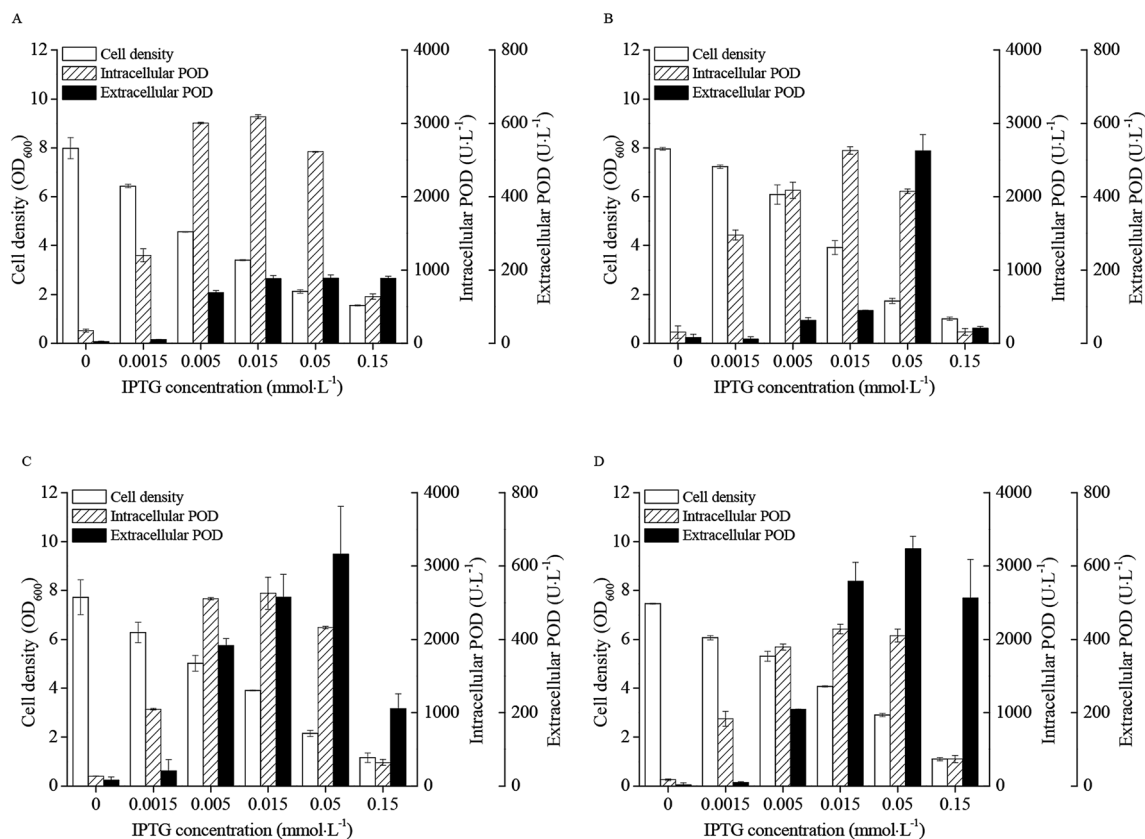 A
Cell density
Intracellular POD
Extracellular POD
12
10
8
6
4
2
0
Cell density (OD600)
4000
3000
2000
1000
0
Intracellular POD (U·L-1)
800
600
400
200
0
Extracellular POD (U·L-1)
0 0.0015 0.005 0.015 0.05 0.15
IPTG concentration (mmol·L-1)
B
Cell density
Intracellular POD
Extracellular POD
12
10
8
6
4
2
0
Cell density (OD600)
4000
3000
2000
1000
0
Intracellular POD (U·L-1)
800
600
400
200
0
Extracellular POD (U·L-1)
0 0.0015 0.005 0.015 0.05 0.15
IPTG concentration (mmol·L-1)
C
Cell density
Intracellular POD
Extracellular POD
12
10
8
6
4
2
0
Cell density (OD600)
4000
3000
2000
1000
0
Intracellular POD (U·L-1)
800
600
400
200
0
Extracellular POD (U·L-1)
0 0.0015 0.005 0.015 0.05 0.15
IPTG concentration (mmol·L-1)
D
Cell density
Intracellular POD
Extracellular POD
12
10
8
6
4
2
0
Cell density (OD600)
4000
3000
2000
1000
0
Intracellular POD (U·L-1)
800
600
400
200
0
Extracellular POD (U·L-1)
0 0.0015 0.005 0.015 0.05 0.15
IPTG concentration (mmol·L-1)